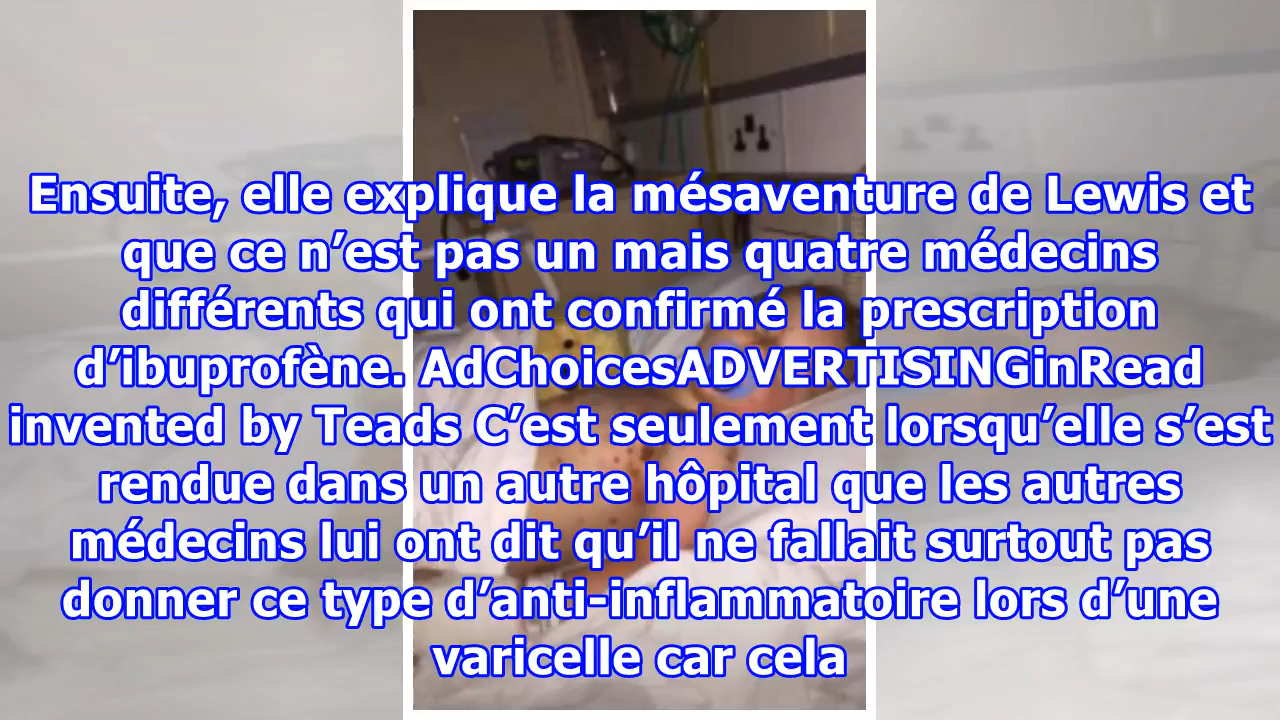 Ensuite, elle explique la mésaventure de Lewis et
que ce n’est pas un mais quatre médecins
différents qui ont confirmé la prescription
d’ibuprofène. AdChoicesADVERTISINGinRead
invented by Teads C’est seulement lorsqu’elle s’est
rendue dans un autre hôpital que les autres
médecins lui ont dit qu’il ne fallait surtout pas
donner ce type d’anti-inflammatoire lors d’une
varicelle car cela